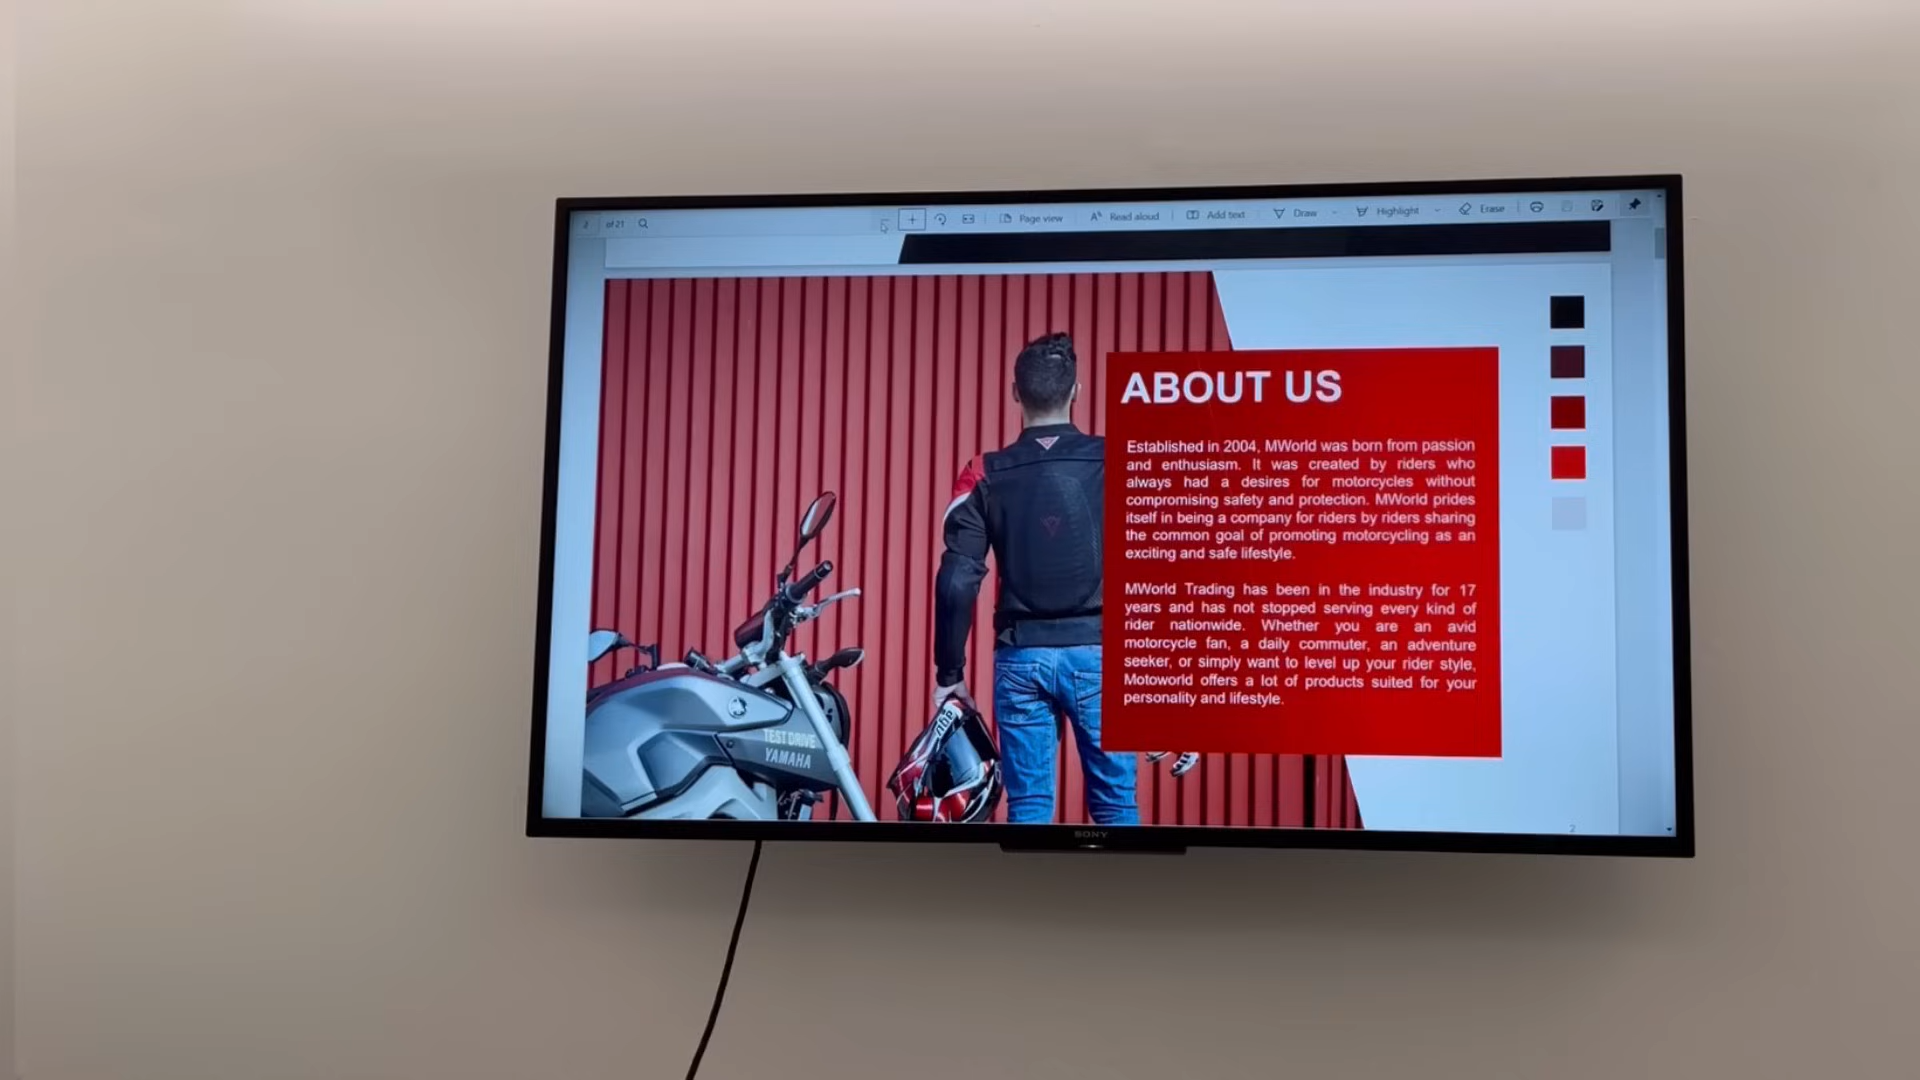 2 of 21 Page view Read aloud Add text Draw Highlight Erase
ABOUT US
Established in 2004, MWorld was born from passion
and enthusiasm. It was created by riders who
always had a desires for motorcycles without
compromising safety and protection. MWorld prides
itself in being a company for riders by riders sharing
the common goal of promoting motorcycling as an
exciting and safe lifestyle.
MWorld Trading has been in the industry for 17
years and has not stopped serving every kind of
rider nationwide. Whether you are an avid
motorcycle fan, a daily commuter, an adventure
seeker, or simply want to level up your rider style,
Motoworld offers a lot of products suited for your
personality and lifestyle.
TEST DRIVE
YAMAHA
AGV
2
SONY